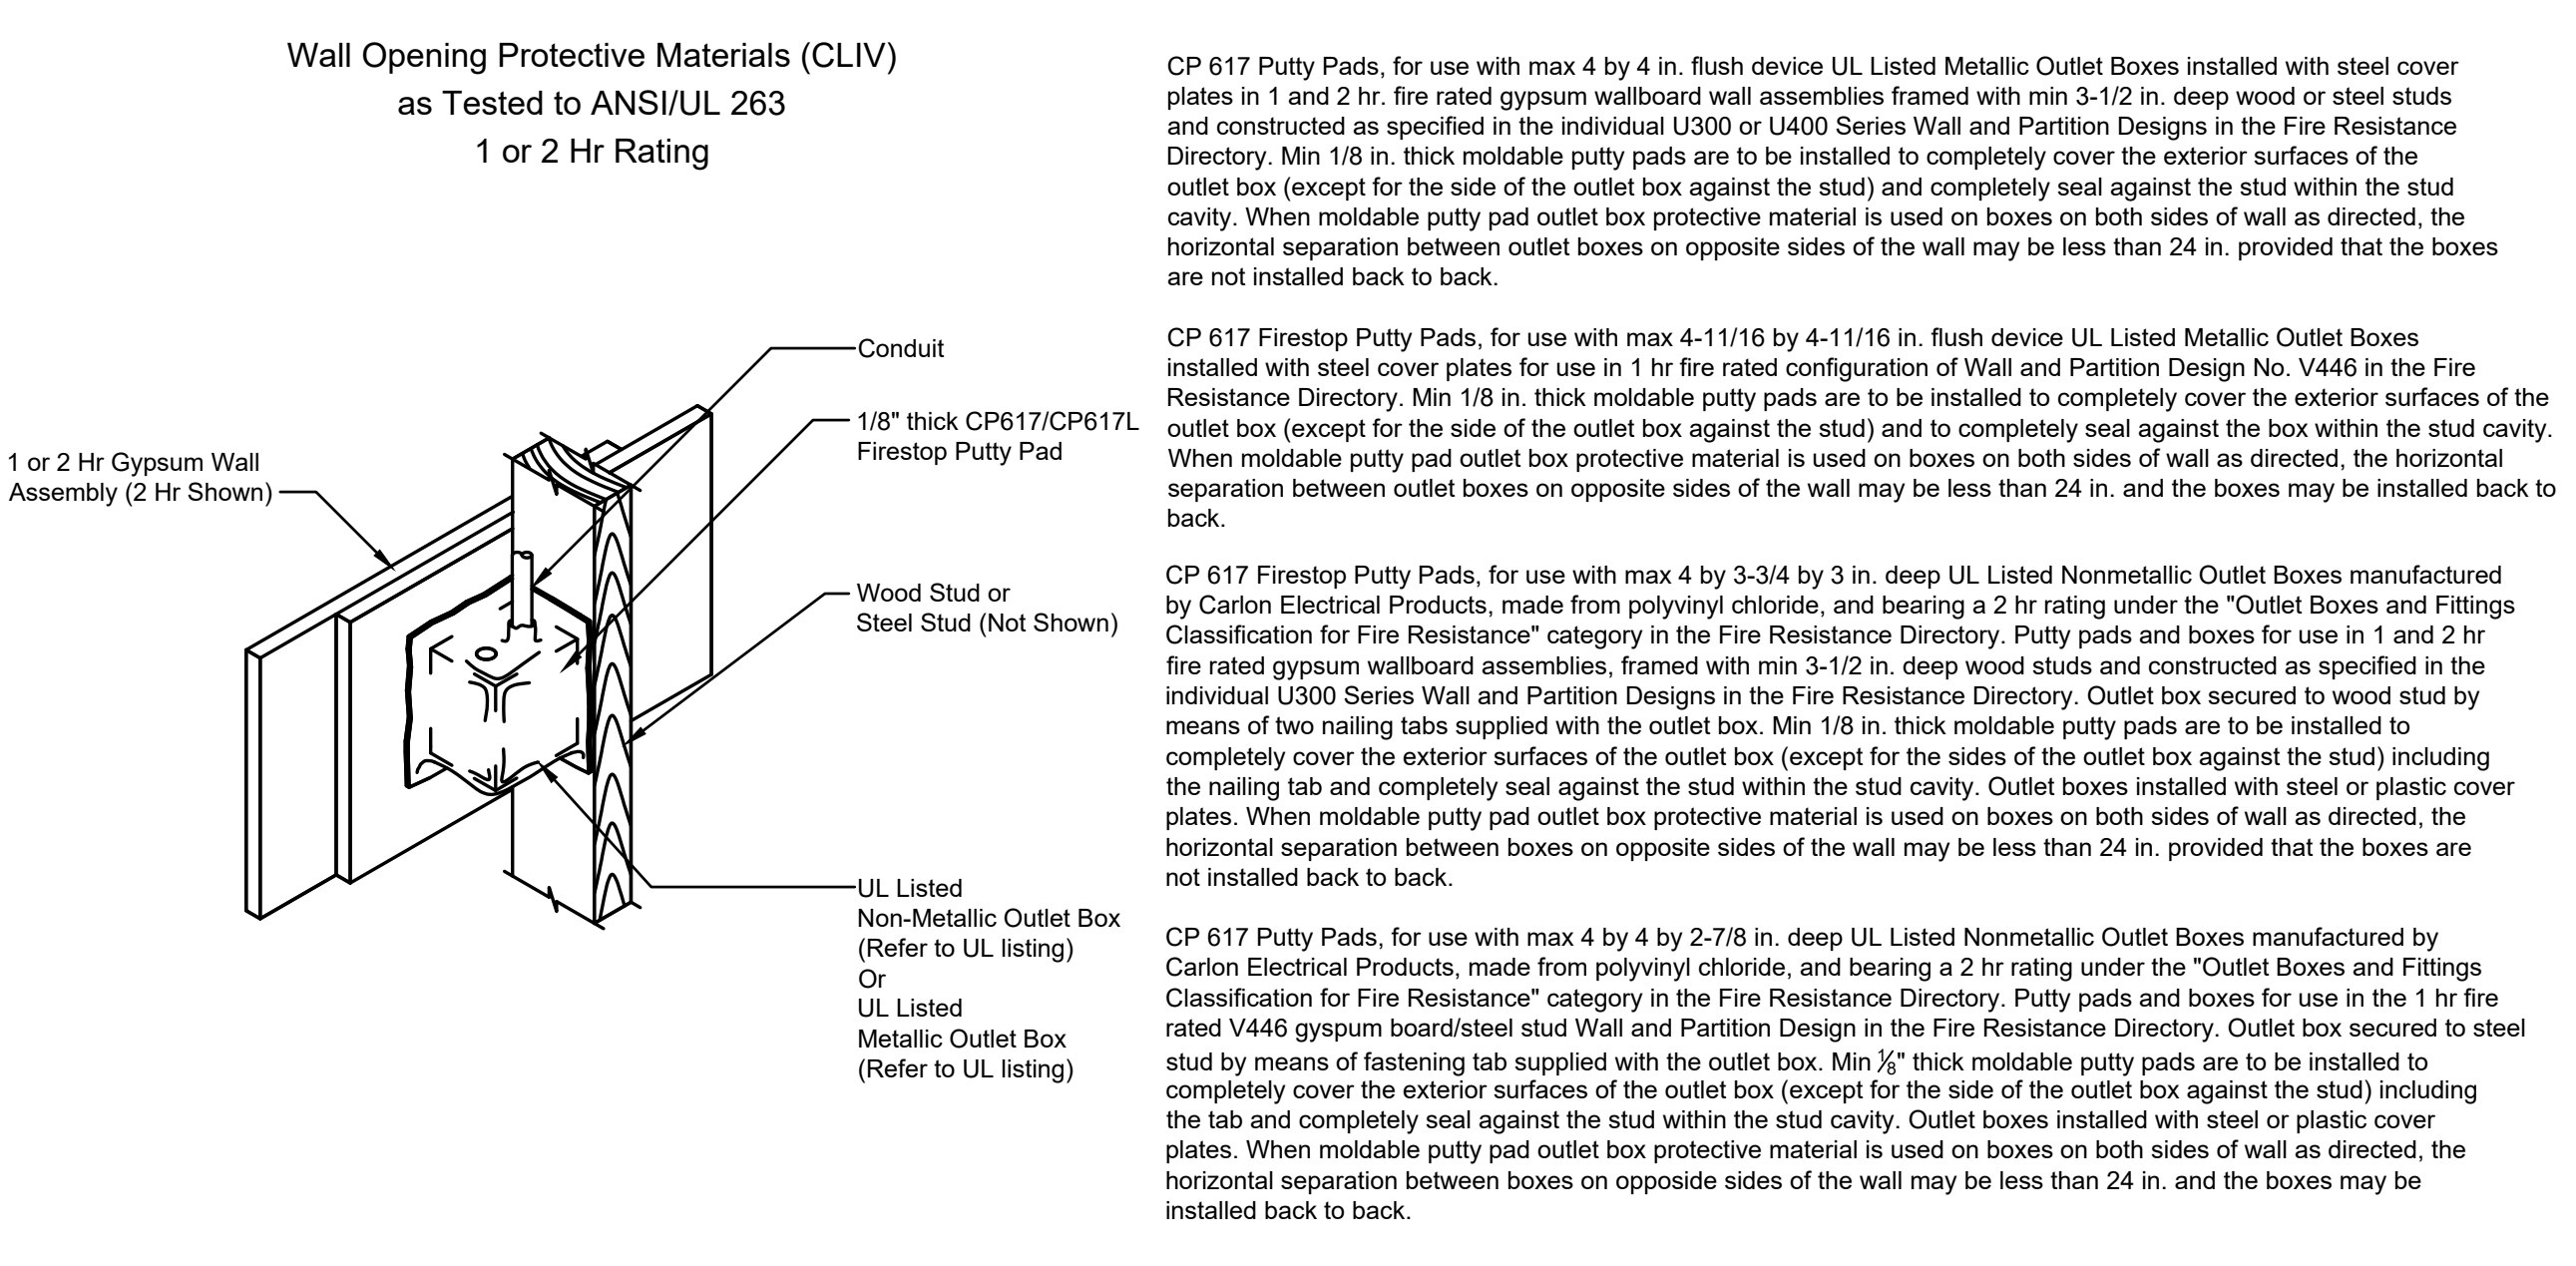 Wall Opening Protective Materials (CLIV)
as Tested to ANSI/UL 263
1 or 2 Hr Rating
Conduit
1/8" thick CP617/CP617L
Firestop Putty Pad
1 or 2 Hr Gypsum Wall
Assembly (2 Hr Shown)
Wood Stud or
Steel Stud (Not Shown)
UL Listed
Non-Metallic Outlet Box
(Refer to UL listing)
Or
UL Listed
Metallic Outlet Box
(Refer to UL listing)
CP 617 Putty Pads, for use with max 4 by 4 in. flush device UL Listed Metallic Outlet Boxes installed with steel cover
plates in 1 and 2 hr. fire rated gypsum wallboard wall assemblies framed with min 3-1/2 in. deep wood or steel studs
and constructed as specified in the individual U300 or U400 Series Wall and Partition Designs in the Fire Resistance
Directory. Min 1/8 in. thick moldable putty pads are to be installed to completely cover the exterior surfaces of the
outlet box (except for the side of the outlet box against the stud) and completely seal against the stud within the stud
cavity. When moldable putty pad outlet box protective material is used on boxes on both sides of wall as directed, the
horizontal separation between outlet boxes on opposite sides of the wall may be less than 24 in. provided that the boxes
are not installed back to back.
CP 617 Firestop Putty Pads, for use with max 4-11/16 by 4-11/16 in. flush device UL Listed Metallic Outlet Boxes
installed with steel cover plates for use in 1 hr fire rated configuration of Wall and Partition Design No. V446 in the Fire
Resistance Directory. Min 1/8 in. thick moldable putty pads are to be installed to completely cover the exterior surfaces of the
outlet box (except for the side of the outlet box against the stud) and to completely seal against the box within the stud cavity.
When moldable putty pad outlet box protective material is used on boxes on both sides of wall as directed, the horizontal
separation between outlet boxes on opposite sides of the wall may be less than 24 in. and the boxes may be installed back to
back.
CP 617 Firestop Putty Pads, for use with max 4 by 3-3/4 by 3 in. deep UL Listed Nonmetallic Outlet Boxes manufactured
by Carlon Electrical Products, made from polyvinyl chloride, and bearing a 2 hr rating under the "Outlet Boxes and Fittings
Classification for Fire Resistance" category in the Fire Resistance Directory. Putty pads and boxes for use in 1 and 2 hr
fire rated gypsum wallboard assemblies, framed with min 3-1/2 in. deep wood studs and constructed as specified in the
individual U300 Series Wall and Partition Designs in the Fire Resistance Directory. Outlet box secured to wood stud by
means of two nailing tabs supplied with the outlet box. Min 1/8 in. thick moldable putty pads are to be installed to
completely cover the exterior surfaces of the outlet box (except for the sides of the outlet box against the stud) including
the nailing tab and completely seal against the stud within the stud cavity. Outlet boxes installed with steel or plastic cover
plates. When moldable putty pad outlet box protective material is used on boxes on both sides of wall as directed, the
horizontal separation between boxes on opposite sides of the wall may be less than 24 in. provided that the boxes are
not installed back to back.
CP 617 Putty Pads, for use with max 4 by 4 by 2-7/8 in. deep UL Listed Nonmetallic Outlet Boxes manufactured by
Carlon Electrical Products, made from polyvinyl chloride, and bearing a 2 hr rating under the "Outlet Boxes and Fittings
Classification for Fire Resistance" category in the Fire Resistance Directory. Putty pads and boxes for use in the 1 hr fire
rated V446 gyspum board/steel stud Wall and Partition Design in the Fire Resistance Directory. Outlet box secured to steel
stud by means of fastening tab supplied with the outlet box. Min ⅛" thick moldable putty pads are to be installed to
completely cover the exterior surfaces of the outlet box (except for the side of the outlet box against the stud) including
the tab and completely seal against the stud within the stud cavity. Outlet boxes installed with steel or plastic cover
plates. When moldable putty pad outlet box protective material is used on boxes on both sides of wall as directed, the
horizontal separation between boxes on opposide sides of the wall may be less than 24 in. and the boxes may be
installed back to back.